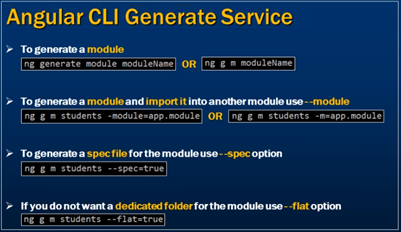 Angular CLI Generate Service
To generate a module
ng generate module moduleName OR ng g m moduleName
To generate a module and import it into another module use --module
ng g m students -module=app.module OR ng g m students -m=app.module
To generate a spec file for the module use --spec option
ng g m students --spec=true
If you do not want a dedicated folder for the module use --flat option
ng g m students --flat=true